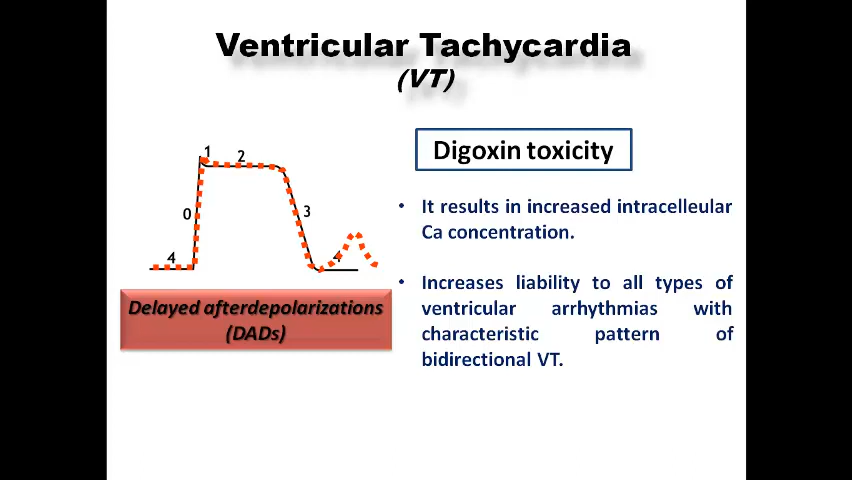 Ventricular Tachycardia
(VT)
1
2
0
3
4
4
Delayed afterdepolarizations
(DADs)
Digoxin toxicity
• It results in increased intracelleular
Ca concentration.
• Increases liability to all types of
ventricular arrhythmias with
characteristic pattern of
bidirectional VT.